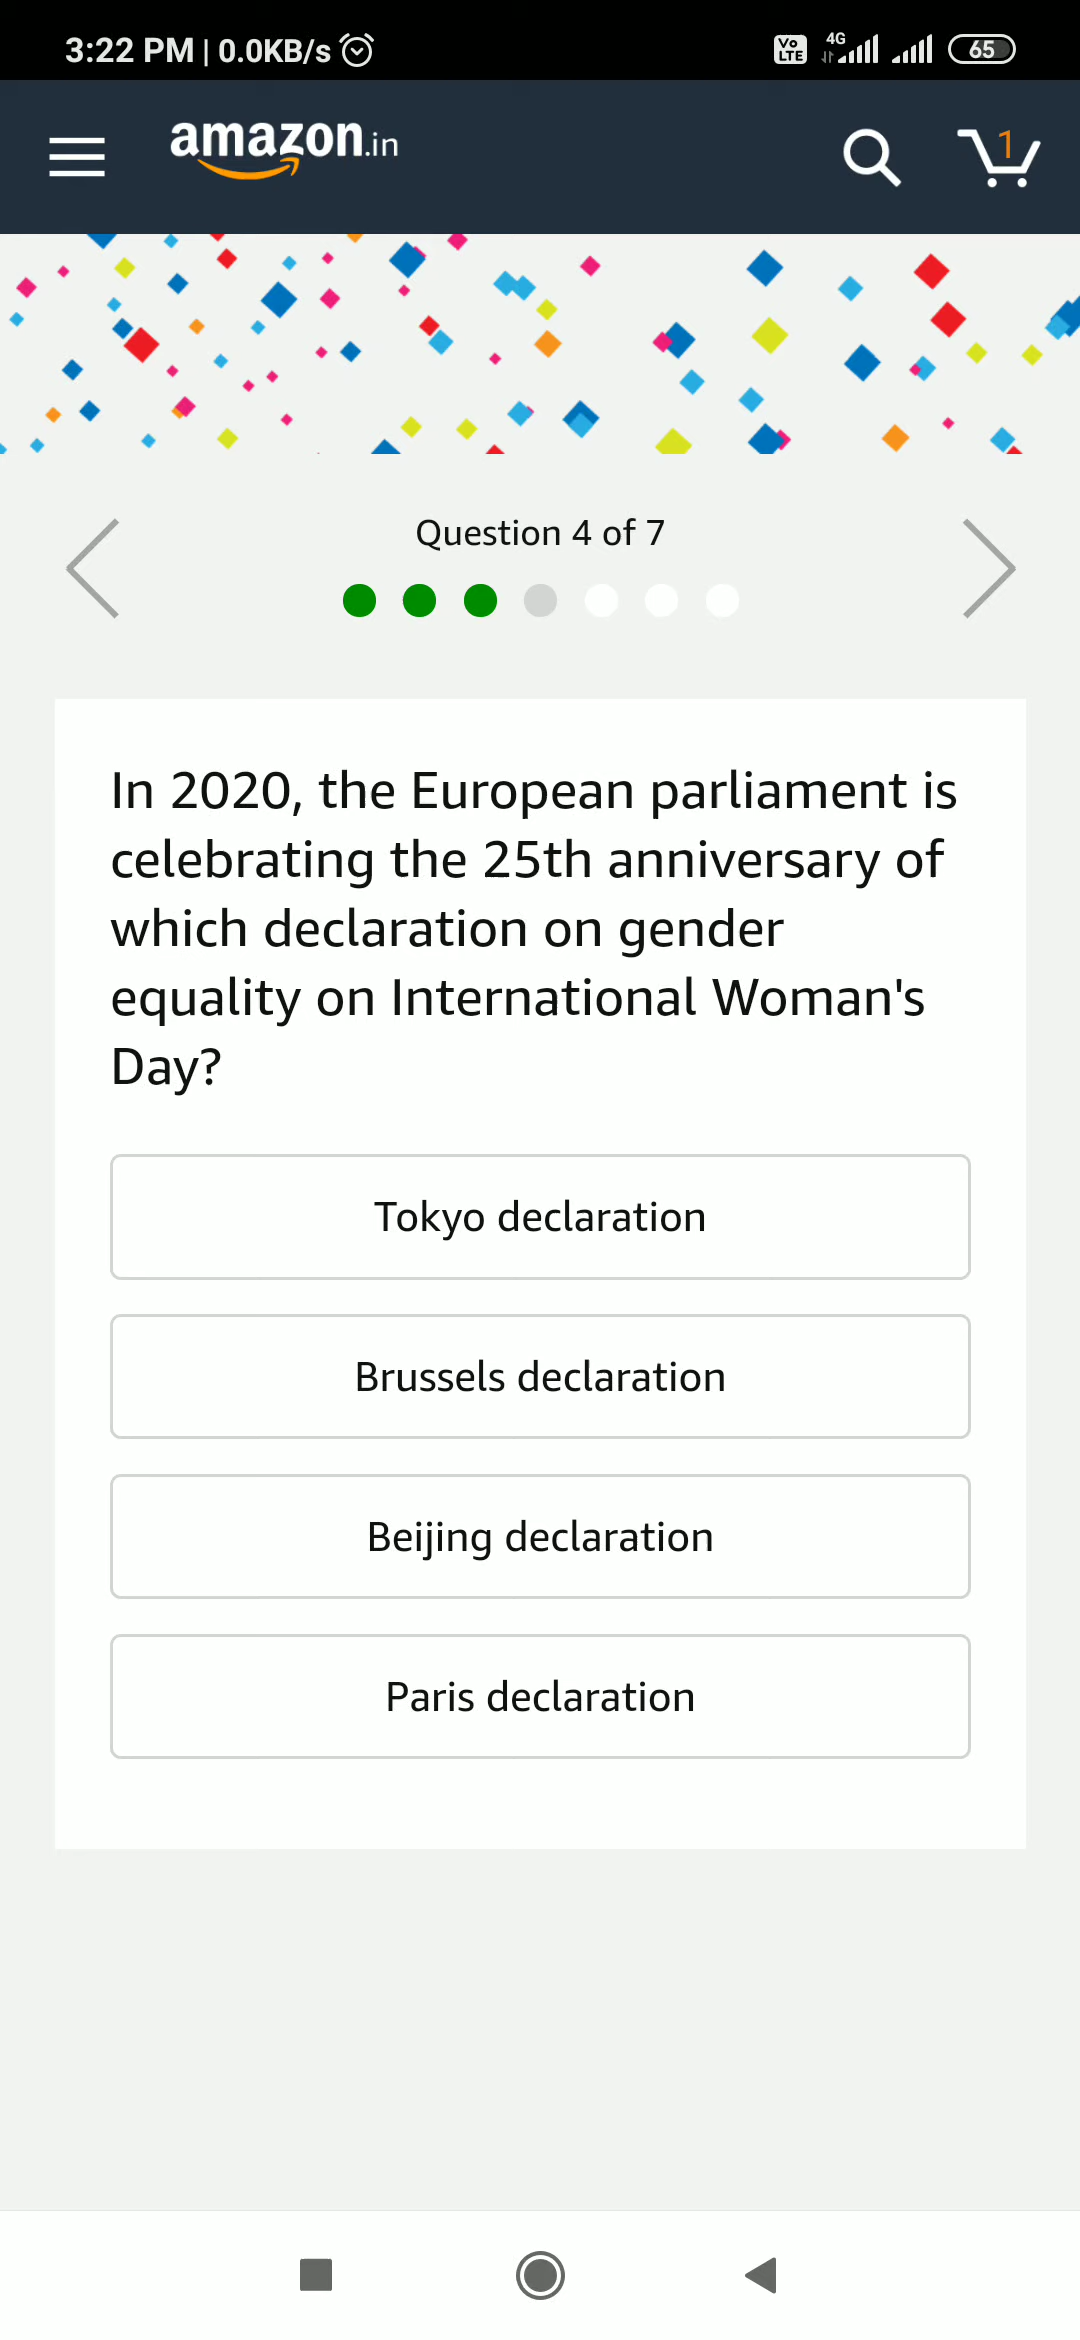 3:22 PM | 0.0KB/s
Vo LTE 4G 65
amazon.in
1
Question 4 of 7
In 2020, the European parliament is
celebrating the 25th anniversary of
which declaration on gender
equality on International Woman's
Day?
Tokyo declaration
Brussels declaration
Beijing declaration
Paris declaration